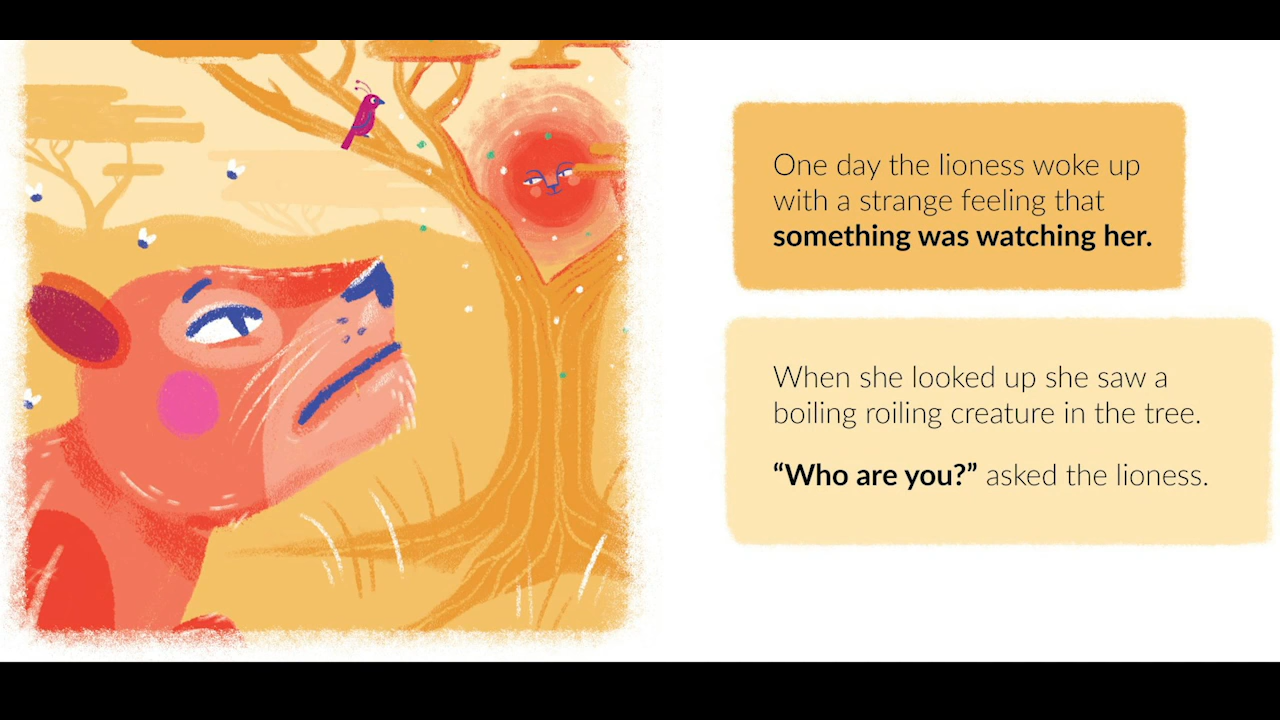 One day the lioness woke up
with a strange feeling that
something was watching her.
When she looked up she saw a
boiling roiling creature in the tree.
“Who are you?” asked the lioness.